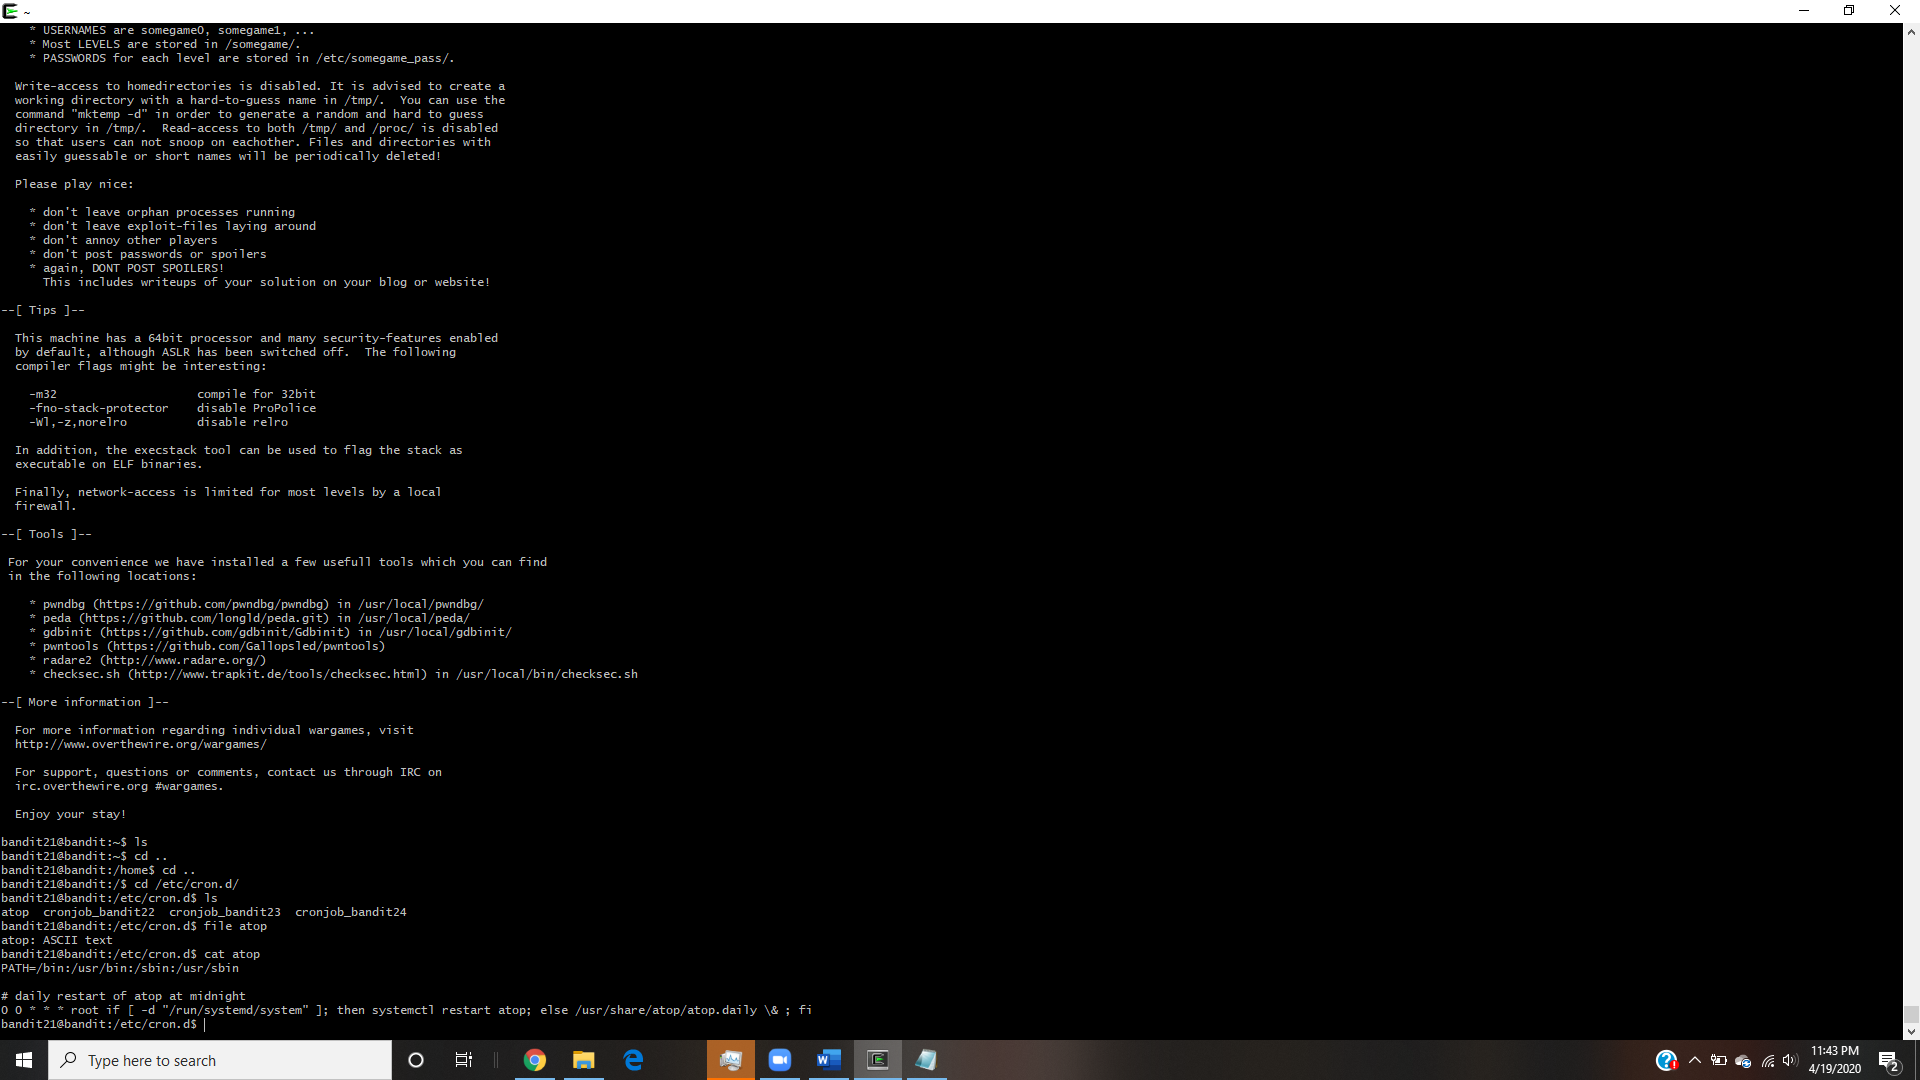 ~
* USERNAMES are somegame0, somegame1, ...
* Most LEVELS are stored in /somegame/.
* PASSWORDS for each level are stored in /etc/somegame_pass/.
Write-access to homedirectories is disabled. It is advised to create a
working directory with a hard-to-guess name in /tmp/.  You can use the
command "mktemp -d" in order to generate a random and hard to guess
directory in /tmp/.  Read-access to both /tmp/ and /proc/ is disabled
so that users can not snoop on eachother. Files and directories with
easily guessable or short names will be periodically deleted!
Please play nice:
* don't leave orphan processes running
* don't leave exploit-files laying around
* don't annoy other players
* don't post passwords or spoilers
* again, DONT POST SPOILERS!
This includes writeups of your solution on your blog or website!
--[ Tips ]--
This machine has a 64bit processor and many security-features enabled
by default, although ASLR has been switched off.  The following
compiler flags might be interesting:
-m32                    compile for 32bit
-fno-stack-protector    disable ProPolice
-Wl,-z,norelro          disable relro
In addition, the execstack tool can be used to flag the stack as
executable on ELF binaries.
Finally, network-access is limited for most levels by a local
firewall.
--[ Tools ]--
For your convenience we have installed a few usefull tools which you can find
in the following locations:
* pwndbg (https://github.com/pwndbg/pwndbg) in /usr/local/pwndbg/
* peda (https://github.com/longld/peda.git) in /usr/local/peda/
* gdbinit (https://github.com/gdbinit/Gdbinit) in /usr/local/gdbinit/
* pwntools (https://github.com/Gallopsled/pwntools)
* radare2 (http://www.radare.org/)
* checksec.sh (http://www.trapkit.de/tools/checksec.html) in /usr/local/bin/checksec.sh
--[ More information ]--
For more information regarding individual wargames, visit
http://www.overthewire.org/wargames/
For support, questions or comments, contact us through IRC on
irc.overthewire.org #wargames.
Enjoy your stay!
bandit21@bandit:~$ ls
bandit21@bandit:~$ cd ..
bandit21@bandit:/home$ cd ..
bandit21@bandit:/$ cd /etc/cron.d/
bandit21@bandit:/etc/cron.d$ ls
atop  cronjob_bandit22  cronjob_bandit23  cronjob_bandit24
bandit21@bandit:/etc/cron.d$ file atop
atop: ASCII text
bandit21@bandit:/etc/cron.d$ cat atop
PATH=/bin:/usr/bin:/sbin:/usr/sbin
# daily restart of atop at midnight
0 0 * * * root if [ -d "/run/systemd/system" ]; then systemctl restart atop; else /usr/share/atop/atop.daily \& ; fi
bandit21@bandit:/etc/cron.d$
Type here to search
11:43 PM
4/19/2020
2